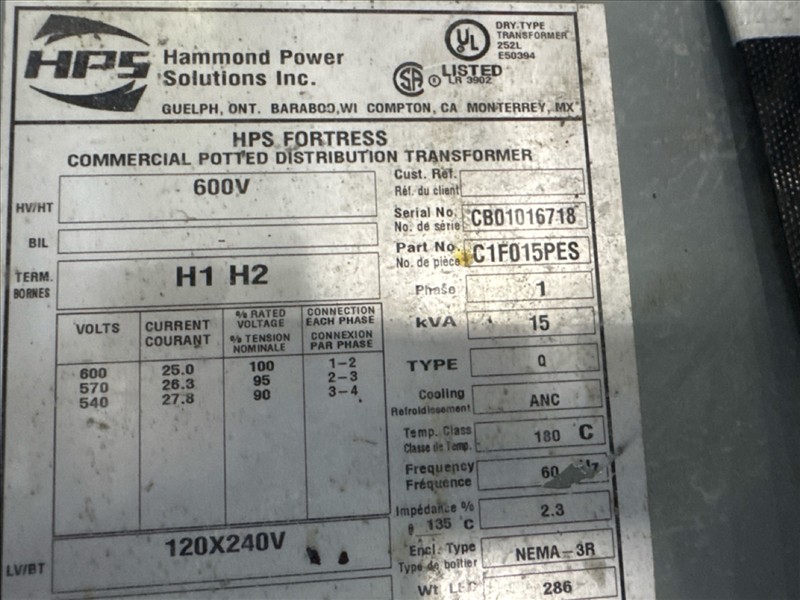 HPS
Hammond Power
Solutions Inc.
UL
DRY-TYPE
TRANSFORMER
252L
E50394
SA
LISTED
LR 3902
GUELPH, ONT. BARABOO, WI COMPTON, CA MONTERREY, MX
HPS FORTRESS
COMMERCIAL POTTED DISTRIBUTION TRANSFORMER
HV/HT
600V
BIL
-
TERM.
BORNES
H1 H2
VOLTS
CURRENT
COURANT
% RATED
VOLTAGE
% TENSION
NOMINALE
CONNECTION
EACH PHASE
CONNEXION
PAR PHASE
600 25.0 100 1-2
570 26.3 95 2-3
540 27.8 90 3-4
LV/BT
120X240V
Cust. Ref.
Réf. du client
Serial No.
No. de série
CB01016718
Part No.
No. de pièce
C1F015PES
Phase
1
kVA
15
TYPE
Q
Cooling
Refroidissement
ANC
Temp. Class
Classe de Temp.
180 C
Frequency
Fréquence
60 Hz
Impédance %
@ 135 C
2.3
Encl. Type
Type de boîtier
NEMA-3R
Wt
286